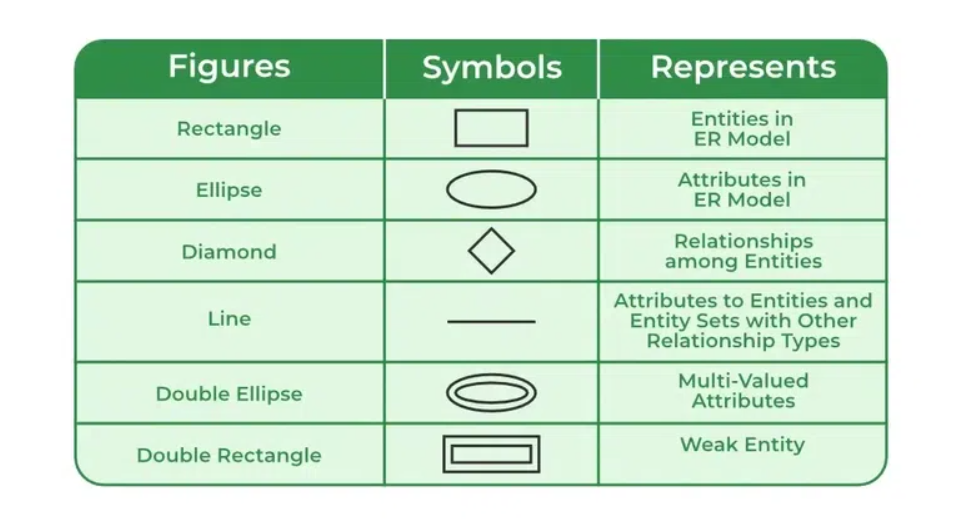 Figures
Symbols
Represents
Rectangle
Entities in
ER Model
Ellipse
Attributes in
ER Model
Diamond
Relationships
among Entities
Line
Attributes to Entities and
Entity Sets with Other
Relationship Types
Double Ellipse
Multi-Valued
Attributes
Double Rectangle
Weak Entity